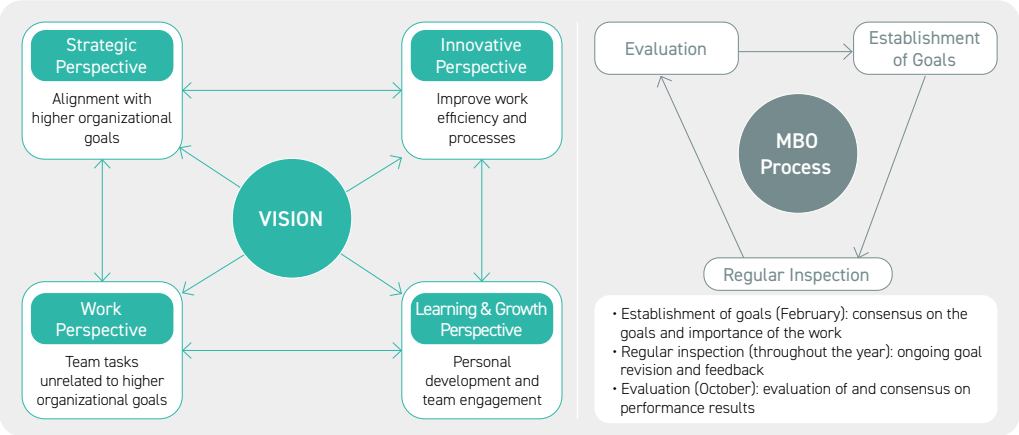 Strategic
Perspective
Alignment with
higher organizational
goals
Innovative
Perspective
Improve work
efficiency and
processes
VISION
Work
Perspective
Team tasks
unrelated to higher
organizational goals
Learning & Growth
Perspective
Personal
development and
team engagement
Evaluation
Establishment
of Goals
MBO
Process
Regular Inspection
・Establishment of goals (February): consensus on the
goals and importance of the work
・Regular inspection (throughout the year): ongoing goal
revision and feedback
・Evaluation (October): evaluation of and consensus on
performance results